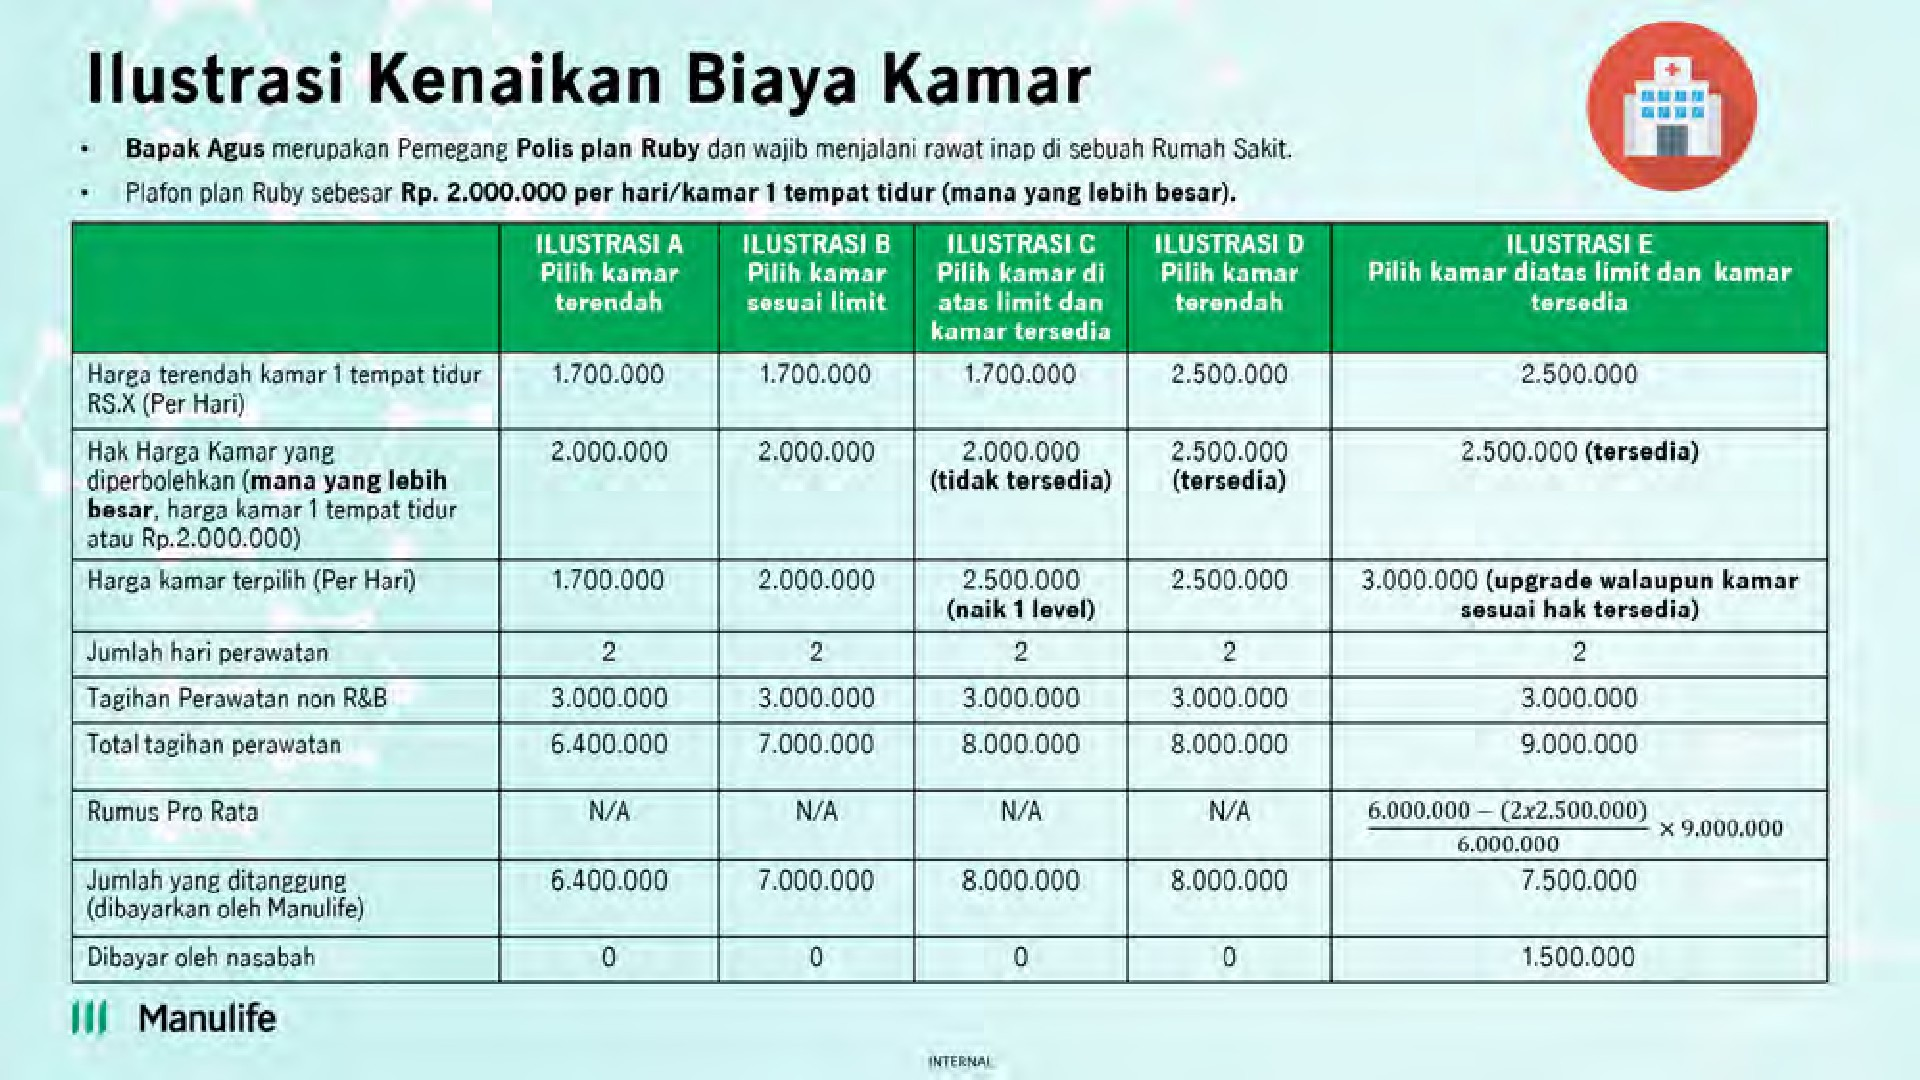 Ilustrasi Kenaikan Biaya Kamar
• Bapak Agus merupakan Pemegang Polis plan Ruby dan wajib menjalani rawat inap di sebuah Rumah Sakit.
• Plafon plan Ruby sebesar Rp. 2.000.000 per hari/kamar 1 tempat tidur (mana yang lebih besar).
ILUSTRASI A
Pilih kamar
terendah
ILUSTRASI B
Pilih kamar
sesuai limit
ILUSTRASI C
Pilih kamar di
atas limit dan
kamar tersedia
ILUSTRASI D
Pilih kamar
terendah
ILUSTRASI E
Pilih kamar diatas limit dan kamar
tersedia
Harga terendah kamar 1 tempat tidur
RS.X (Per Hari)
1.700.000
1.700.000
1.700.000
2.500.000
2.500.000
Hak Harga Kamar yang
diperbolehkan (mana yang lebih
besar, harga kamar 1 tempat tidur
atau Rp.2.000.000)
2.000.000
2.000.000
2.000.000
(tidak tersedia)
2.500.000
(tersedia)
2.500.000 (tersedia)
Harga kamar terpilih (Per Hari)
1.700.000
2.000.000
2.500.000
(naik 1 level)
2.500.000
3.000.000 (upgrade walaupun kamar
sesuai hak tersedia)
Jumlah hari perawatan
2
2
2
2
2
Tagihan Perawatan non R&B
3.000.000
3.000.000
3.000.000
3.000.000
3.000.000
Total tagihan perawatan
6.400.000
7.000.000
8.000.000
8.000.000
9.000.000
Rumus Pro Rata
N/A
N/A
N/A
N/A
6.000.000 − (2x2.500.000)
6.000.000
× 9.000.000
Jumlah yang ditanggung
(dibayarkan oleh Manulife)
6.400.000
7.000.000
8.000.000
8.000.000
7.500.000
Dibayar oleh nasabah
0
0
0
0
1.500.000
Manulife
INTERNAL